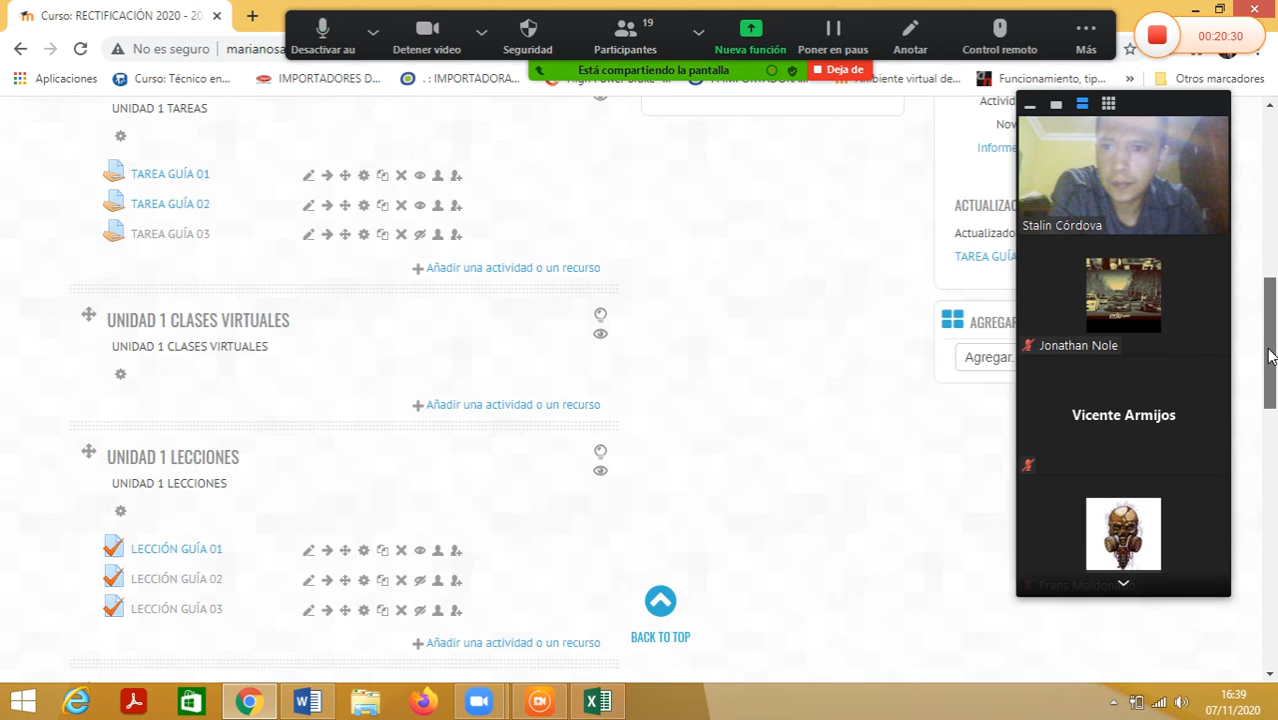 Curso: RECTIFICACIÓN 2020 - 20
19
00:20:30
Desactivar au
Detener video
Seguridad
Participantes
Nueva función
Poner en paus
Anotar
Control remoto
Más
No es seguro
marianosa
Está compartiendo la pantalla
Deja de
Aplicaciones
Curso: Técnico en...
IMPORTADORES D...
. : IMPORTADORA...
Ambiente virtual de...
Funcionamiento, tip...
»
Otros marcadores
UNIDAD 1 TAREAS
TAREA GUÍA 01
TAREA GUÍA 02
TAREA GUÍA 03
Añadir una actividad o un recurso
UNIDAD 1 CLASES VIRTUALES
UNIDAD 1 CLASES VIRTUALES
Añadir una actividad o un recurso
UNIDAD 1 LECCIONES
UNIDAD 1 LECCIONES
LECCIÓN GUÍA 01
LECCIÓN GUÍA 02
LECCIÓN GUÍA 03
Añadir una actividad o un recurso
BACK TO TOP
Activid
Nov
Informe
ACTUALIZAC
Actualizado
TAREA GUÍA
AGREGAR
Agregar.
Stalin Córdova
Jonathan Nole
Vicente Armijos
Frans Maldonado
16:39
07/11/2020